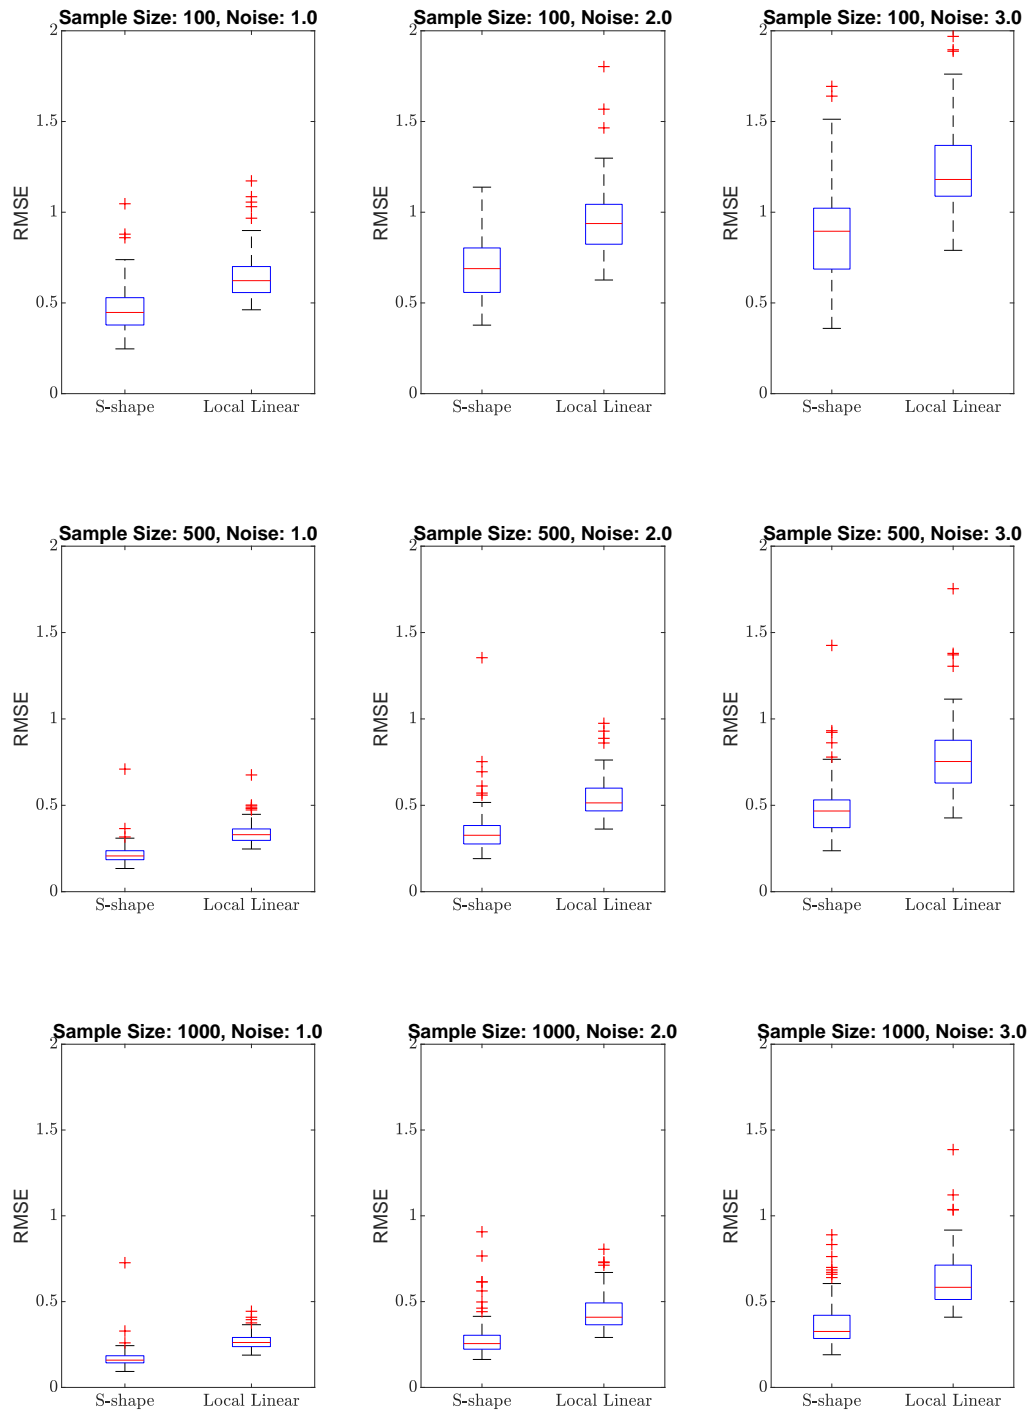 Sample Size: 100, Noise: 1.0
2
1.5
1
0.5
0
RMSE
S-shape Local Linear
Sample Size: 100, Noise: 2.0
2
1.5
1
0.5
0
RMSE
S-shape Local Linear
Sample Size: 100, Noise: 3.0
2
1.5
1
0.5
0
RMSE
S-shape Local Linear
Sample Size: 500, Noise: 1.0
2
1.5
1
0.5
0
RMSE
S-shape Local Linear
Sample Size: 500, Noise: 2.0
2
1.5
1
0.5
0
RMSE
S-shape Local Linear
Sample Size: 500, Noise: 3.0
2
1.5
1
0.5
0
RMSE
S-shape Local Linear
Sample Size: 1000, Noise: 1.0
2
1.5
1
0.5
0
RMSE
S-shape Local Linear
Sample Size: 1000, Noise: 2.0
2
1.5
1
0.5
0
RMSE
S-shape Local Linear
Sample Size: 1000, Noise: 3.0
2
1.5
1
0.5
0
RMSE
S-shape Local Linear